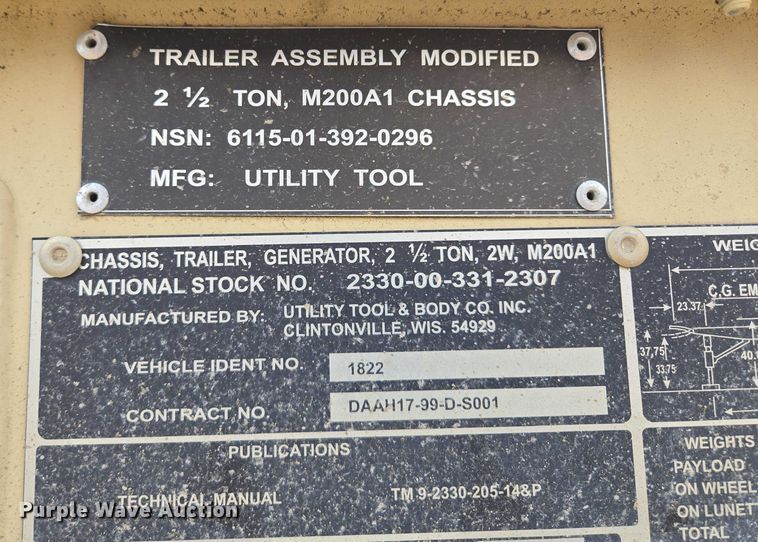 TRAILER ASSEMBLY MODIFIED
2 ½ TON, M200A1 CHASSIS
NSN: 6115-01-392-0296
MFG: UTILITY TOOL
CHASSIS, TRAILER, GENERATOR, 2 ½ TON, 2W, M200A1
NATIONAL STOCK NO. 2330-00-331-2307
MANUFACTURED BY: UTILITY TOOL & BODY CO. INC.
CLINTONVILLE, WIS. 54929
VEHICLE IDENT NO. 1822
CONTRACT NO. DAAH17-99-D-S001
PUBLICATIONS
TECHNICAL MANUAL TM 9-2330-205-14&P
WEIG
C.G. EM
23.37
37.75
33.75
40.
WEIGHTS
PAYLOAD
ON WHEEL
ON LUNETT
TOTAL
Purple Wave Auction